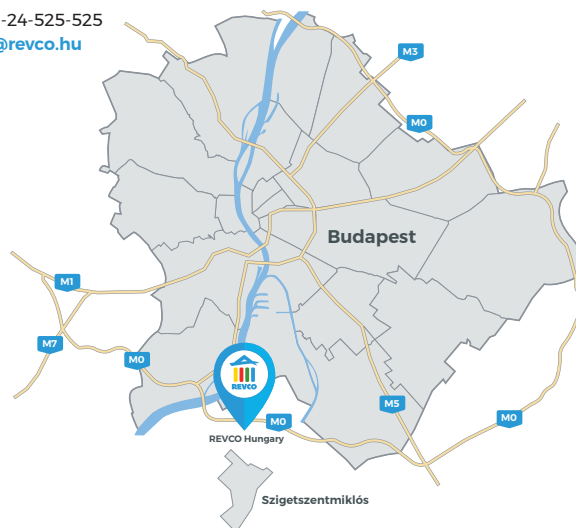 -24-525-525
@revco.hu
M3
M0
Budapest
M1
M7
M0
REVCO
M0
M5
M0
REVCO Hungary
Szigetszentmiklós